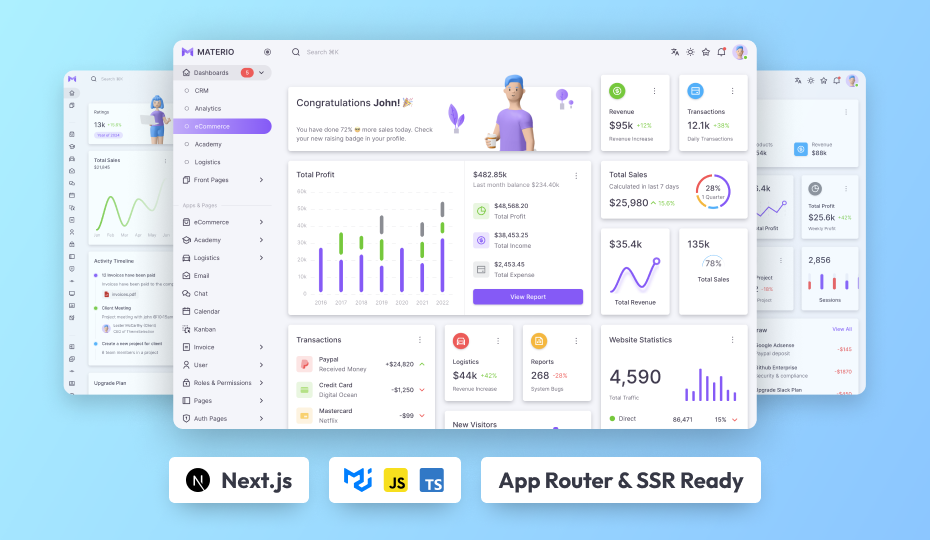 MATERIO
Search ⌘K
Dashboards 5
CRM
Analytics
eCommerce
Academy
Logistics
Front Pages
Apps & Pages
eCommerce
Academy
Logistics
Email
Chat
Calendar
Kanban
Invoice
User
Roles & Permissions
Pages
Auth Pages
Congratulations John! 🎉
You have done 72% 🤩 more sales today. Check
your new raising badge in your profile.
Revenue
$95k +12%
Revenue Increase
Transactions
12.1k +38%
Daily Transactions
Total Profit
60k
50k
40k
30k
20k
10k
0
2016 2017 2018 2019 2020 2021 2022
$482.85k
Last month balance $234.40k
$48,568.20
Total Profit
$38,453.25
Total Income
$2,453.45
Total Expense
View Report
Total Sales
Calculated in last 7 days
$25,980 15.6%
28%
1 Quarter
$35.4k
Total Revenue
135k
78%
Total Sales
Transactions
Paypal
Received Money
+$24,820
Credit Card
Digital Ocean
-$1,250
Mastercard
Netflix
-$99
Logistics
$44k +42%
Revenue Increase
Reports
268 -28%
System Bugs
New Visitors
Website Statistics
4,590
Total Traffic
Direct 86,471 15%
Search ⌘K
Ratings
13k +15.6%
Year of 2024
Total Sales
$21,845
Jan Feb Mar Apr May
Activity Timeline
12 Invoices have been paid
Invoices have been paid to the
invoices.pdf
Client Meeting
Project meeting with john @10:15am
Lester McCarthy (Client)
CEO of ThemeSelection
Create a new project for client
6 team members in a project
Upgrade Plan
Revenue
$88k
Total Profit
$25.6k +42%
Weekly Profit
Project
-18%
Project
2,856
Sessions
View All
Google Adsense
Paypal deposit
-$145
Github Enterprise
security & compliance
-$1870
Upgrade Slack Plan
-$450
Next.js
JS
TS
App Router & SSR Ready